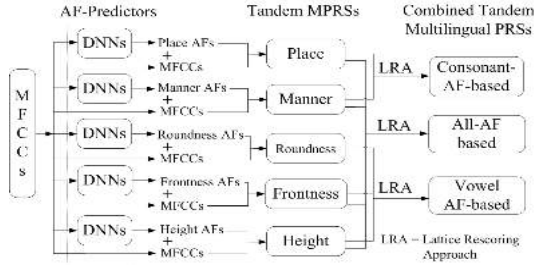 AF-Predictors
Tandem MPRSs
Combined Tandem
Multilingual PRSs
MFCCs
DNNs
Place AFs
+
MFCCs
Place
DNNs
Manner AFs
+
MFCCs
Manner
DNNs
Roundness AFs
+
MFCCs
Roundness
DNNs
Frontness AFs
+
MFCCs
Frontness
DNNs
Height AFs
+
MFCCs
Height
LRA
Consonant-
AF-based
LRA
All-AF
based
LRA
Vowel
AF-based
LRA – Lattice Rescoring
Approach